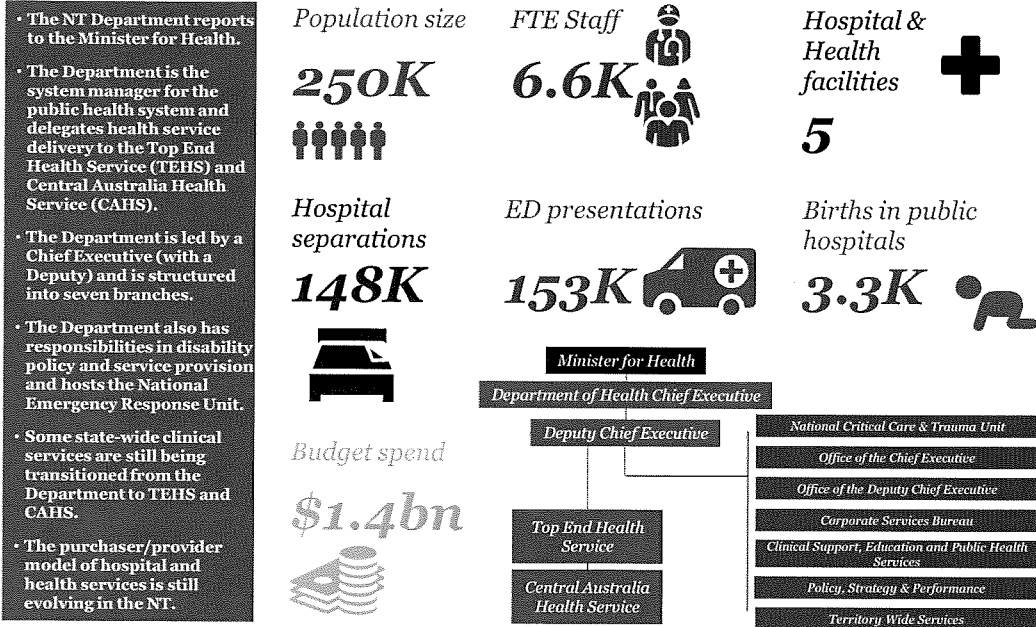 • The NT Department reports
to the Minister for Health.
• The Department is the
system manager for the
public health system and
delegates health service
delivery to the Top End
Health Service (TEHS) and
Central Australia Health
Service (CAHS).
• The Department is led by a
Chief Executive (with a
Deputy) and is structured
into seven branches.
• The Department also has
responsibilities in disability
policy and service provision
and hosts the National
Emergency Response Unit.
• Some state-wide clinical
services are still being
transitioned from the
Department to TEHS and
CAHS.
• The purchaser/provider
model of hospital and
health services is still
evolving in the NT.
Population size
250K
FTE Staff
6.6K
Hospital &
Health
facilities
5
Hospital
separations
148K
ED presentations
153K
Births in public
hospitals
3.3K
Budget spend
$1.4bn
Minister for Health
Department of Health Chief Executive
Deputy Chief Executive
Top End Health
Service
Central Australia
Health Service
National Critical Care & Trauma Unit
Office of the Chief Executive
Office of the Deputy Chief Executive
Corporate Services Bureau
Clinical Support, Education and Public Health
Services
Policy, Strategy & Performance
Territory Wide Services